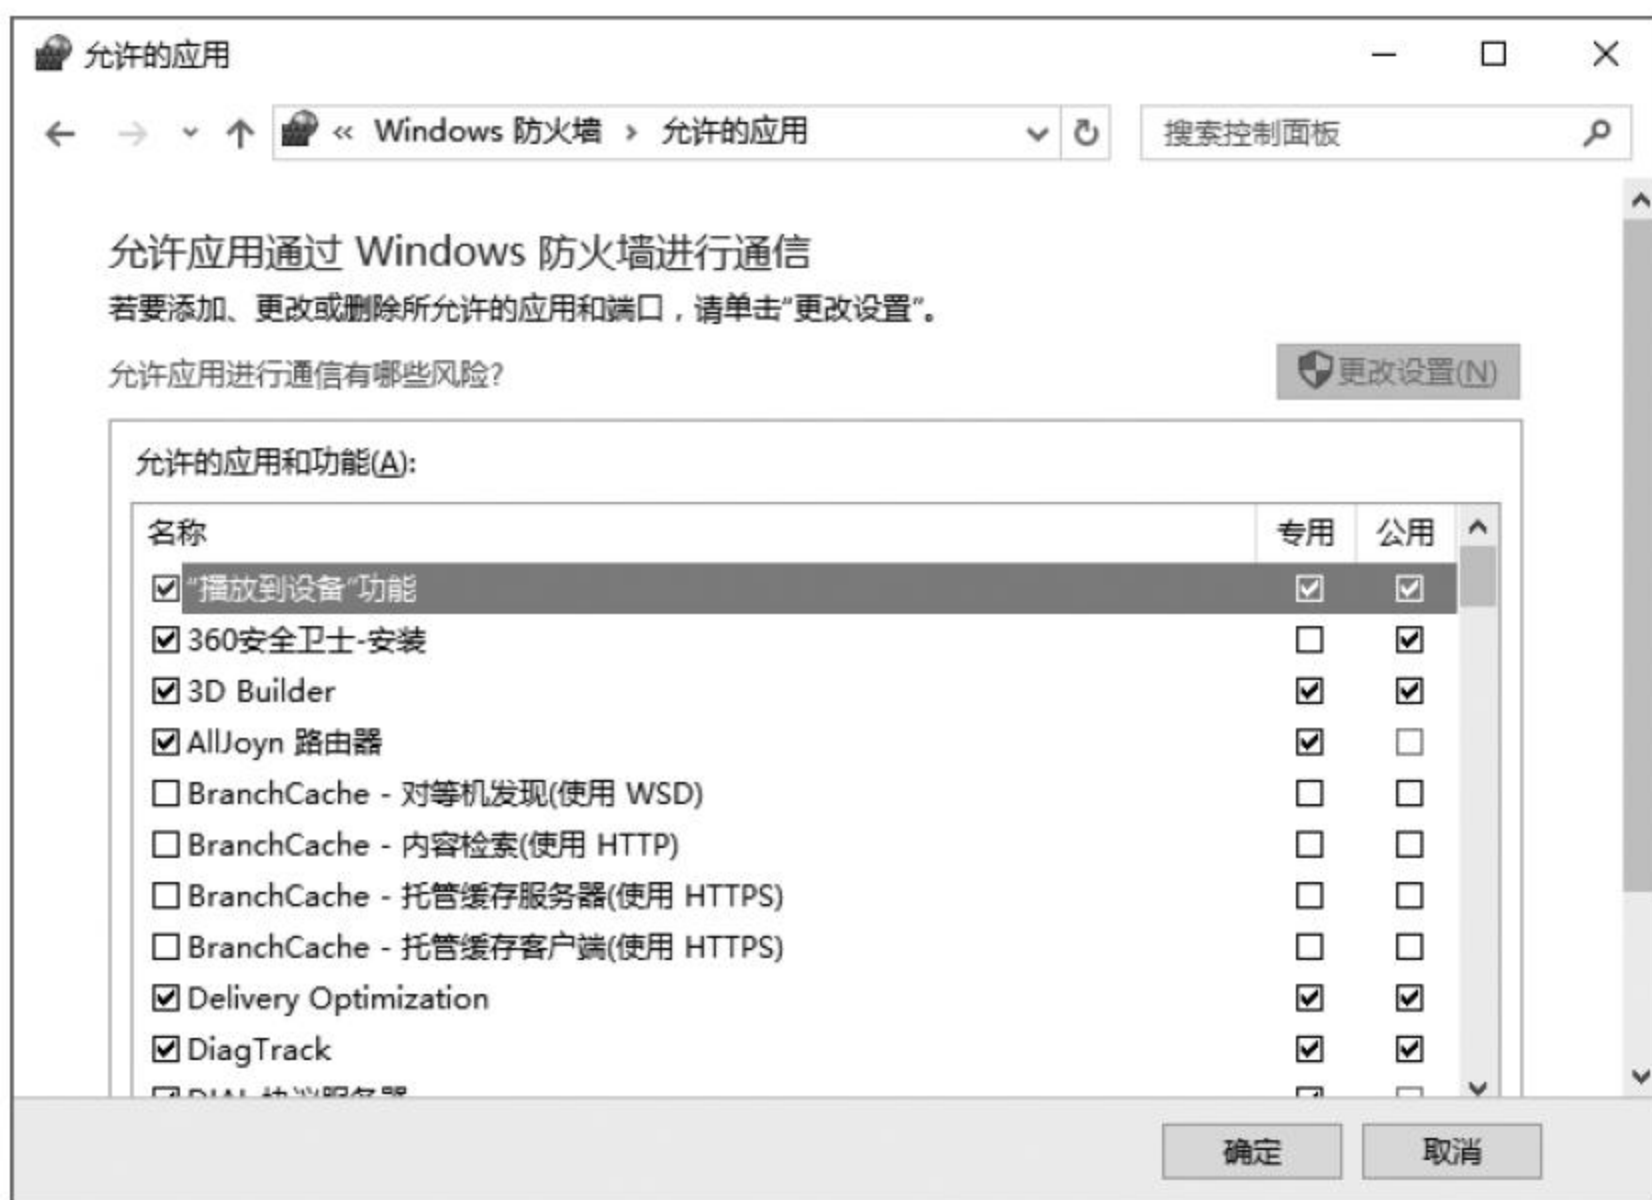 允许的应用
« Windows 防火墙 › 允许的应用
搜索控制面板
允许应用通过 Windows 防火墙进行通信
若要添加、更改或删除所允许的应用和端口，请单击“更改设置”。
允许应用进行通信有哪些风险?
更改设置(N)
允许的应用和功能(A):
名称 专用 公用
“播放到设备”功能
360安全卫士-安装
3D Builder
AllJoyn 路由器
BranchCache - 对等机发现(使用 WSD)
BranchCache - 内容检索(使用 HTTP)
BranchCache - 托管缓存服务器(使用 HTTPS)
BranchCache - 托管缓存客户端(使用 HTTPS)
Delivery Optimization
DiagTrack
DIAL 协议服务器
确定 取消